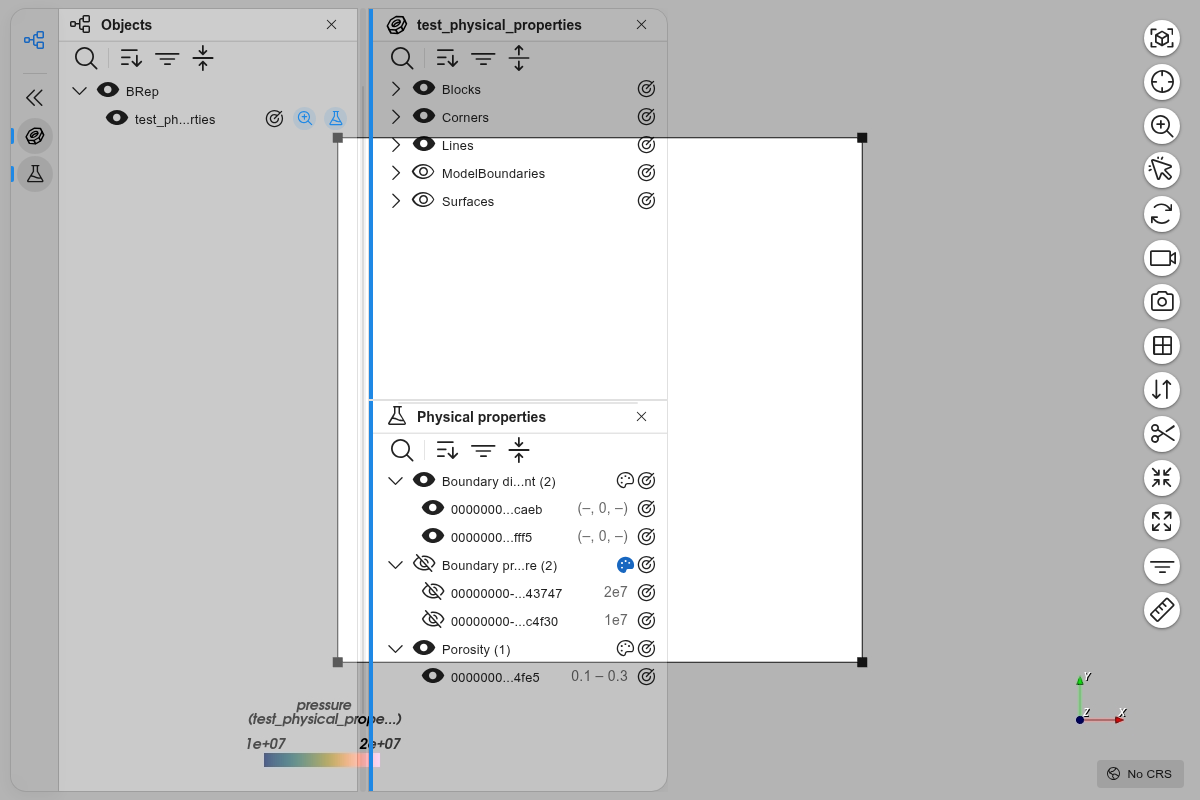 Objects
BRep
test_ph...rties
test_physical_properties
Blocks
Corners
Lines
ModelBoundaries
Surfaces
Physical properties
Boundary di...nt (2)
0000000...caeb (–, 0, –)
0000000...fff5 (–, 0, –)
Boundary pr...re (2)
00000000-...43747 2e7
00000000-...c4f30 1e7
Porosity (1)
0000000...4fe5 0.1 – 0.3
pressure
(test_physical_prope...)
1e+07 2e+07
Y
Z X
No CRS